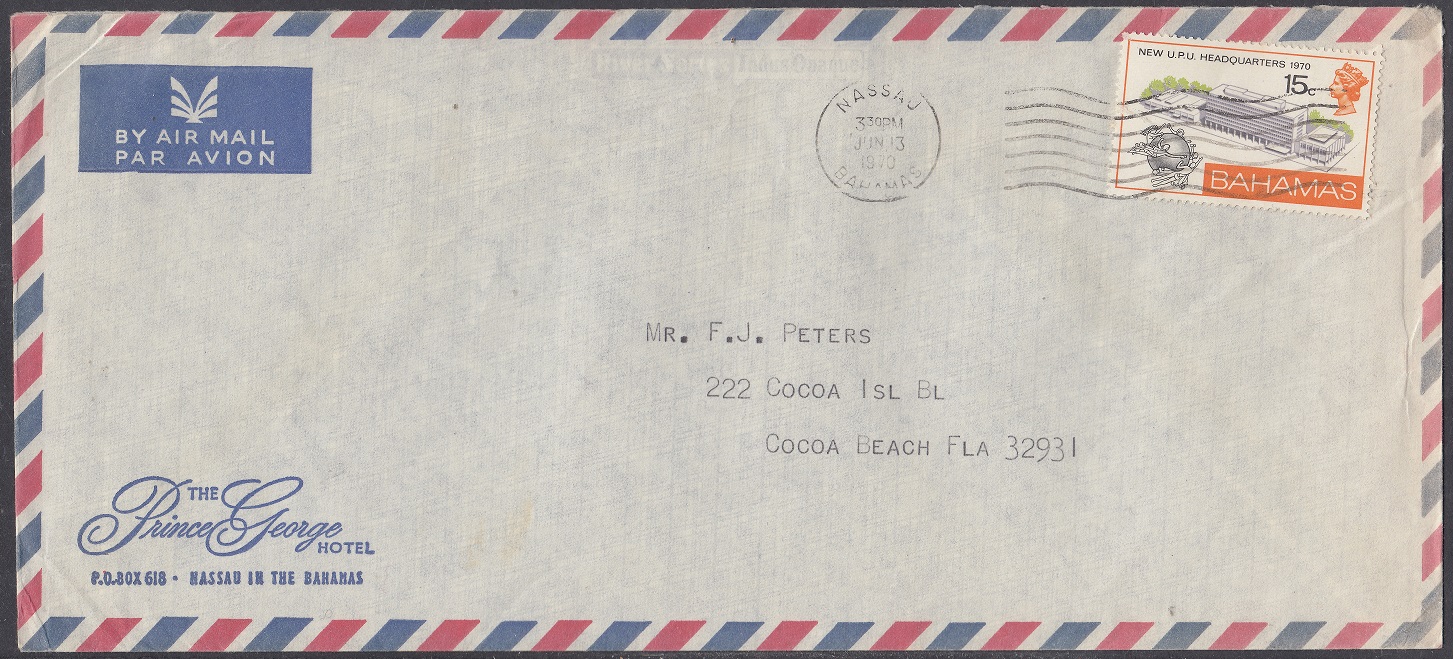 BY AIR MAIL
PAR AVION
NASSAU
3 30PM
JUN 13
1970
BAHAMAS
NEW U.P.U. HEADQUARTERS 1970
15c
BAHAMAS
MR. F.J. PETERS
222 COCOA ISL BL
COCOA BEACH FLA 32931
THE
Prince George
HOTEL
P.O.BOX 618 • NASSAU IN THE BAHAMAS